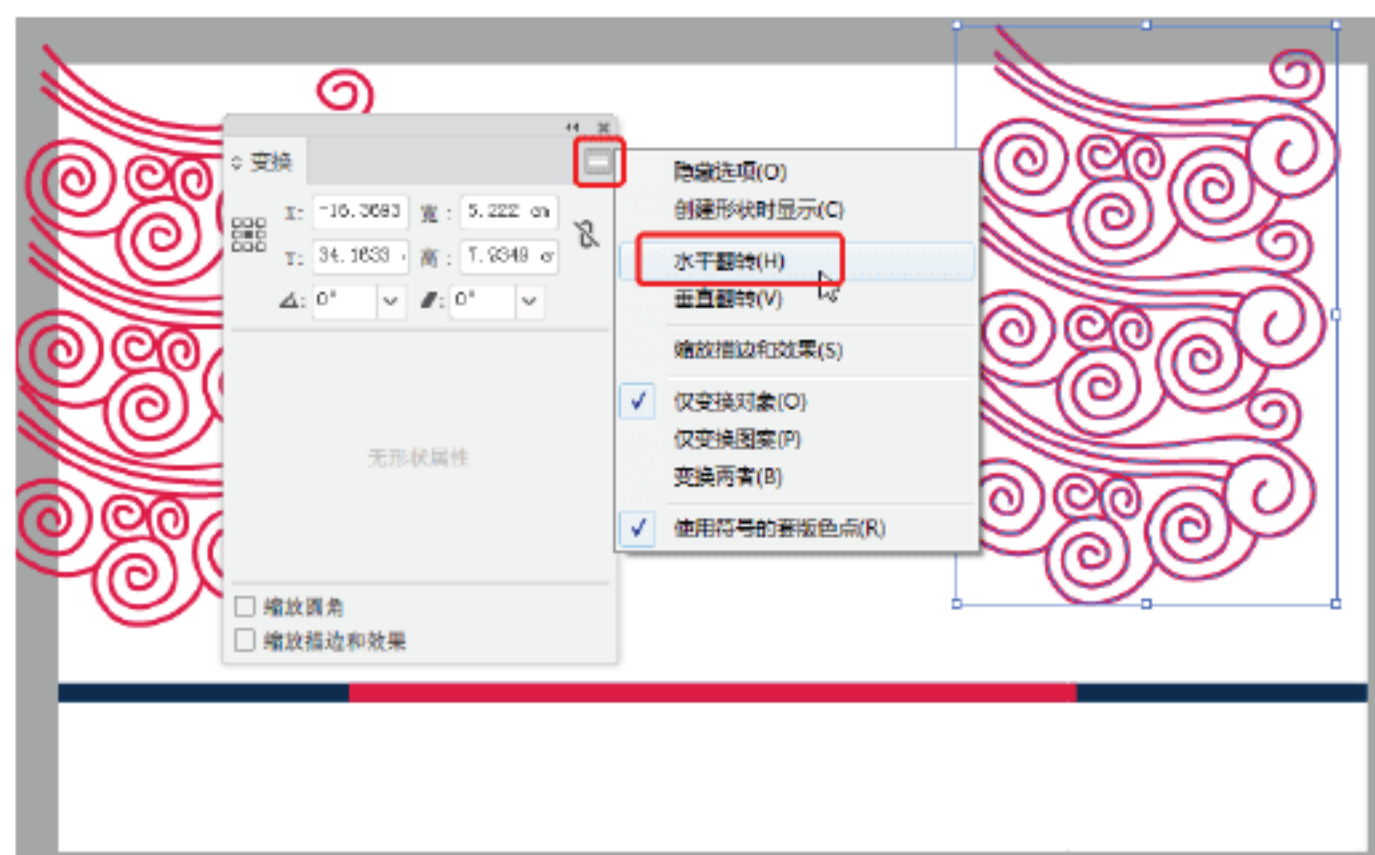 变换
X: -16.3693 宽: 5.222 cm
Y: 34.1633 高: 7.9349 cr
0° 0°
无形状属性
缩放圆角
缩放描边和效果
隐藏选项(O)
创建形状时显示(C)
水平翻转(H)
垂直翻转(V)
缩放描边和效果(S)
仅变换对象(O)
仅变换图案(P)
变换两者(B)
使用符号的套版色点(R)